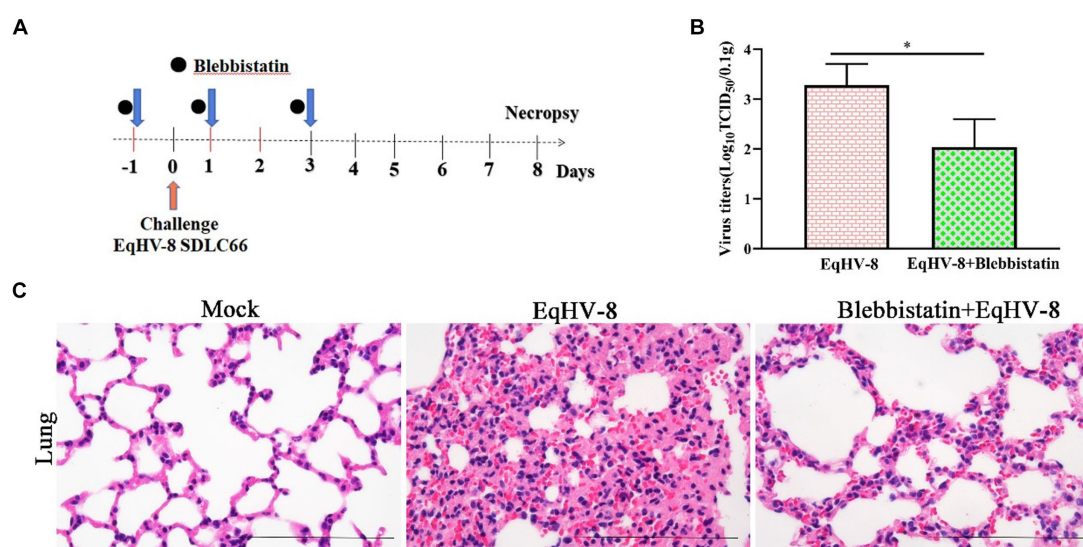 A
Blebbistatin
Necropsy
-1 0 1 2 3 4 5 6 7 8 Days
Challenge
EqHV-8 SDLC66
B
Virus titers(Log10TCID50/0.1g)
4
3
2
1
0
*
EqHV-8 EqHV-8+Blebbistatin
C
Mock EqHV-8 Blebbistatin+EqHV-8
Lung